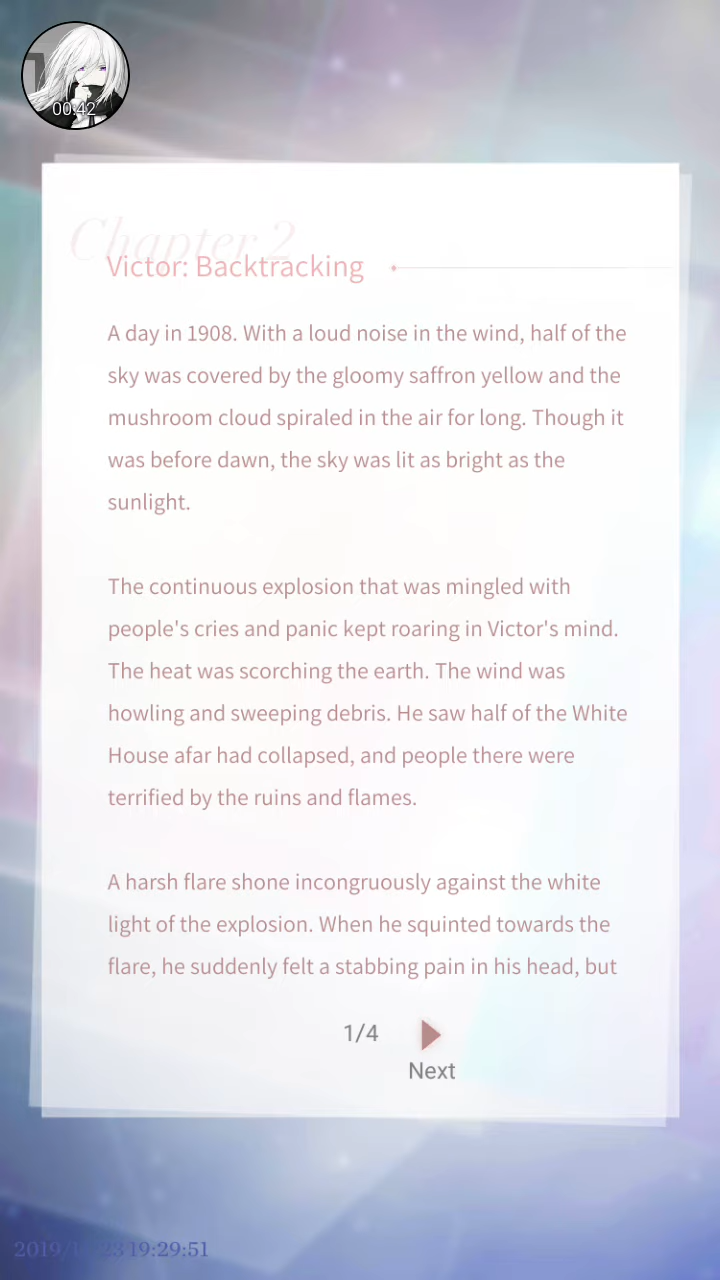 00:42
Chapter 2
Victor: Backtracking
A day in 1908. With a loud noise in the wind, half of the
sky was covered by the gloomy saffron yellow and the
mushroom cloud spiraled in the air for long. Though it
was before dawn, the sky was lit as bright as the
sunlight.
The continuous explosion that was mingled with
people's cries and panic kept roaring in Victor's mind.
The heat was scorching the earth. The wind was
howling and sweeping debris. He saw half of the White
House afar had collapsed, and people there were
terrified by the ruins and flames.
A harsh flare shone incongruously against the white
light of the explosion. When he squinted towards the
flare, he suddenly felt a stabbing pain in his head, but
1/4
Next
19:29:51